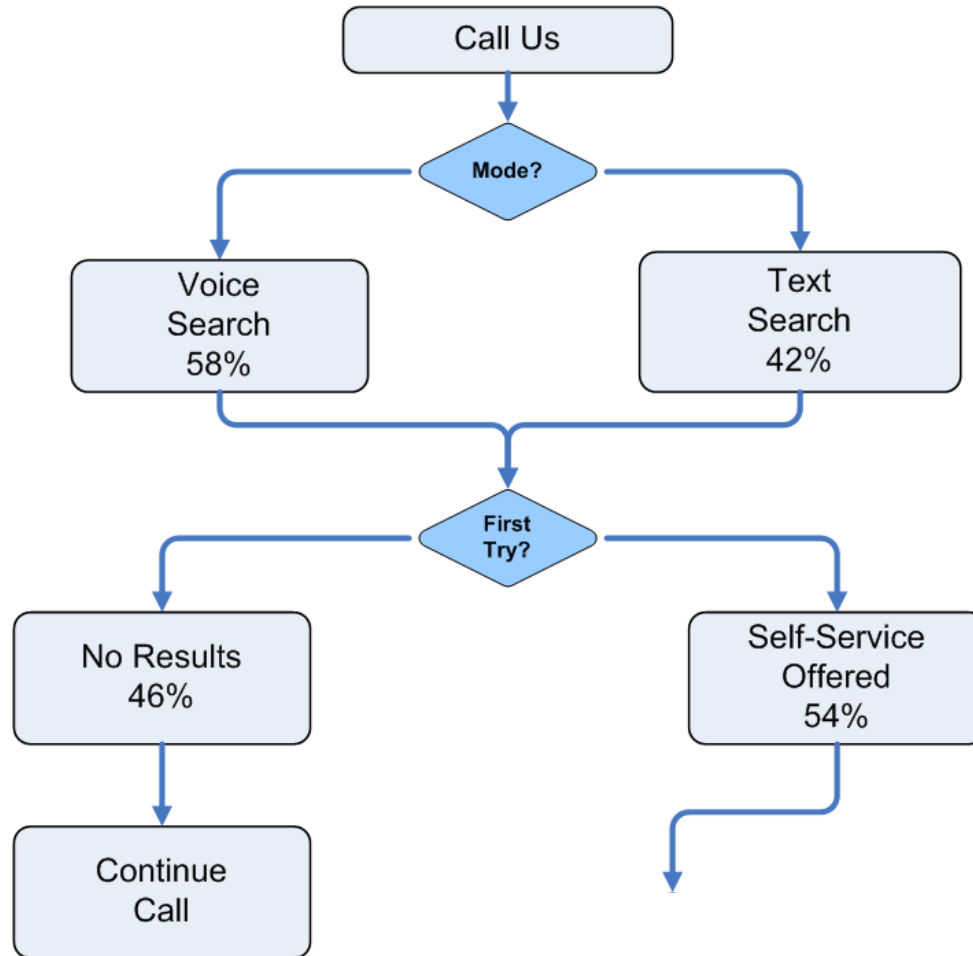 Call Us
Mode?
Voice
Search
58%
Text
Search
42%
First
Try?
No Results
46%
Self-Service
Offered
54%
Continue
Call